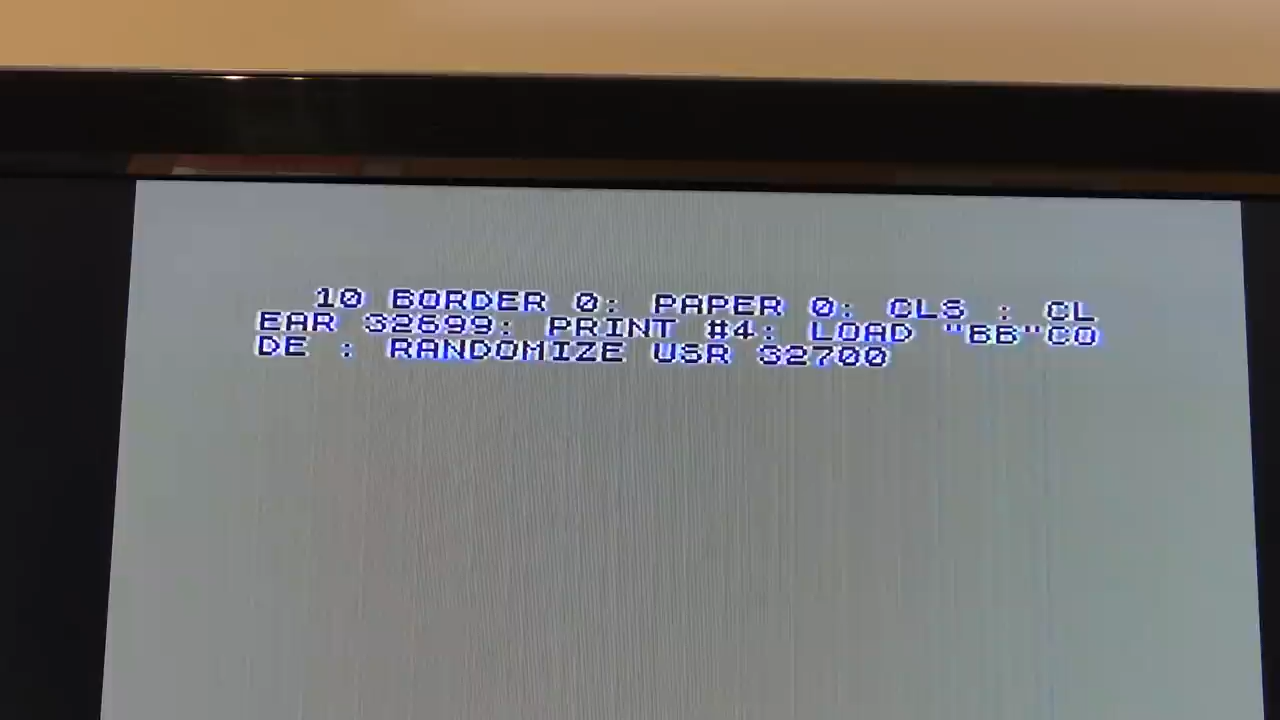 10 BORDER 0: PAPER 0: CLS : CL
EAR 32699: PRINT #4: LOAD "BB"CO
DE : RANDOMIZE USR 32700